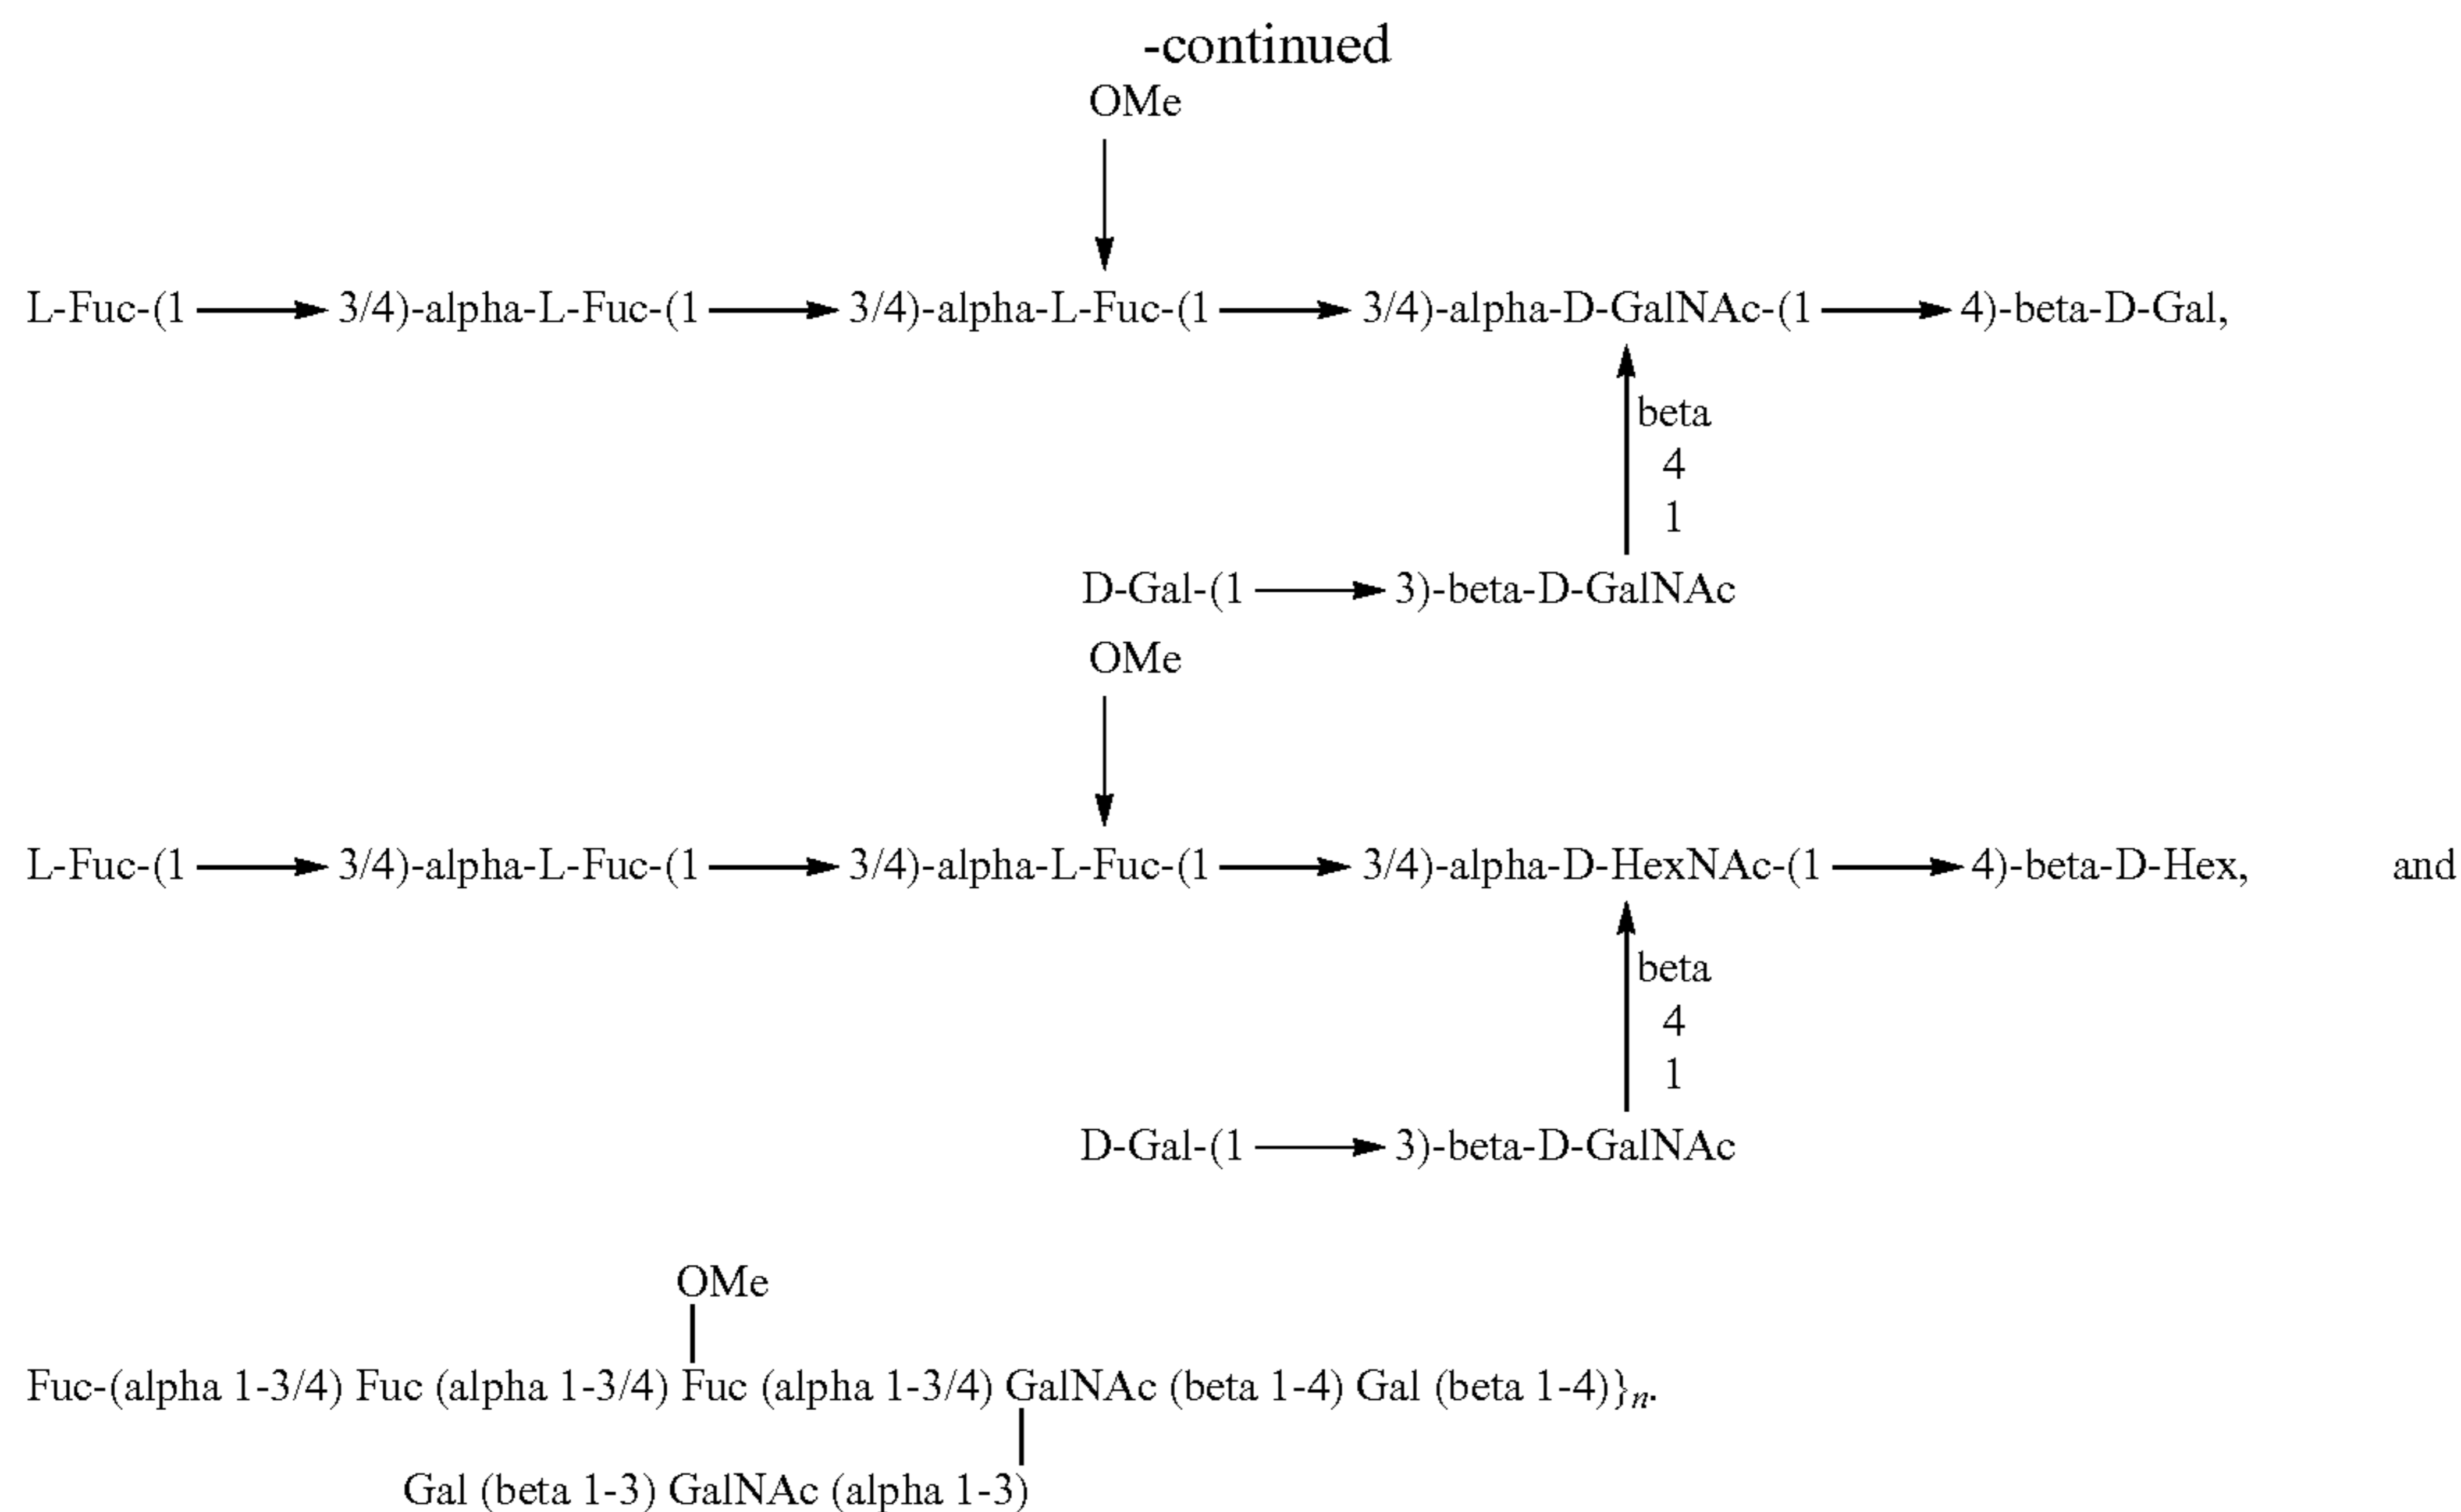 -continued
OMe
L-Fuc-(1 ⟶ 3/4)-alpha-L-Fuc-(1 ⟶ 3/4)-alpha-L-Fuc-(1 ⟶ 3/4)-alpha-D-GalNAc-(1 ⟶ 4)-beta-D-Gal,
beta
4
1
D-Gal-(1 ⟶ 3)-beta-D-GalNAc
OMe
L-Fuc-(1 ⟶ 3/4)-alpha-L-Fuc-(1 ⟶ 3/4)-alpha-L-Fuc-(1 ⟶ 3/4)-alpha-D-HexNAc-(1 ⟶ 4)-beta-D-Hex, and
beta
4
1
D-Gal-(1 ⟶ 3)-beta-D-GalNAc
OMe
Fuc-(alpha 1-3/4) Fuc (alpha 1-3/4) Fuc (alpha 1-3/4) GalNAc (beta 1-4) Gal (beta 1-4)}n.
Gal (beta 1-3) GalNAc (alpha 1-3)